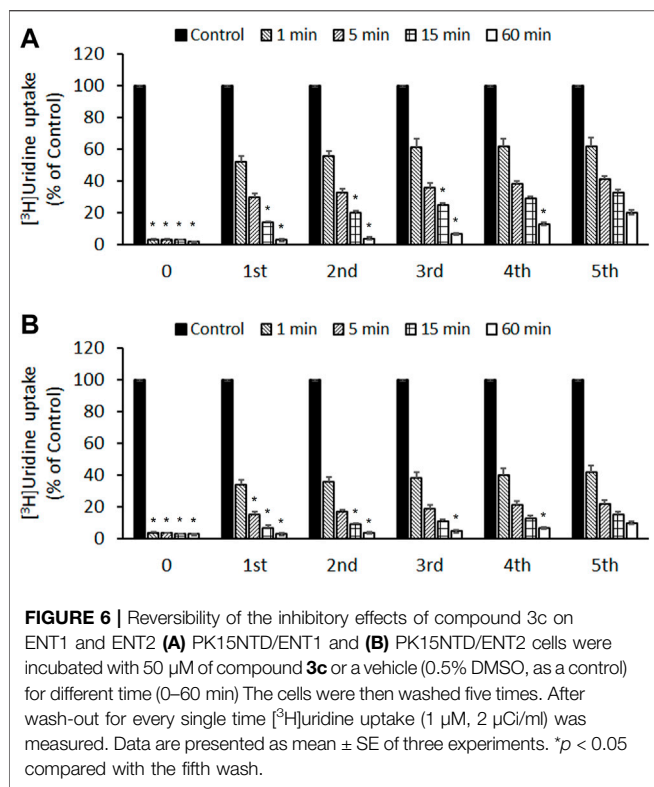 A
■ Control 1 min 5 min 15 min 60 min
[³H]Uridine uptake
(% of Control)
120
100
80
60
40
20
0
* * * *
* *
* *
* *
*
0 1st 2nd 3rd 4th 5th
B
■ Control 1 min 5 min 15 min 60 min
[³H]Uridine uptake
(% of Control)
120
100
80
60
40
20
0
* * * *
* * *
* *
*
*
0 1st 2nd 3rd 4th 5th
FIGURE 6 | Reversibility of the inhibitory effects of compound 3c on
ENT1 and ENT2 (A) PK15NTD/ENT1 and (B) PK15NTD/ENT2 cells were
incubated with 50 µM of compound 3c or a vehicle (0.5% DMSO, as a control)
for different time (0–60 min) The cells were then washed five times. After
wash-out for every single time [³H]uridine uptake (1 µM, 2 µCi/ml) was
measured. Data are presented as mean ± SE of three experiments. *p < 0.05
compared with the fifth wash.